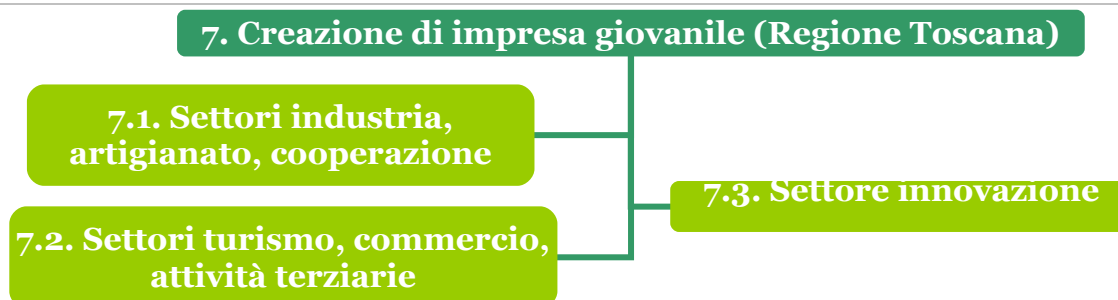 7. Creazione di impresa giovanile (Regione Toscana)
7.1. Settori industria,
artigianato, cooperazione
7.2. Settori turismo, commercio,
attività terziarie
7.3. Settore innovazione